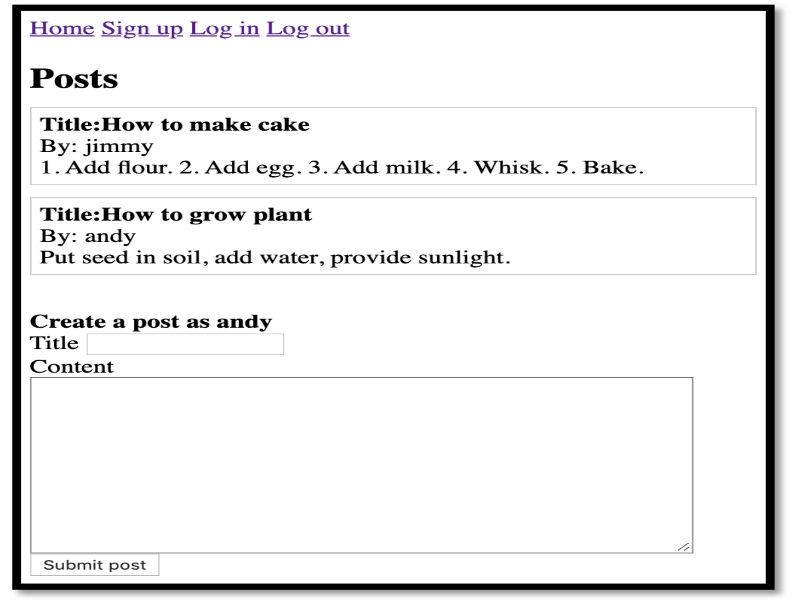 Home Sign up Log in Log out
Posts
Title:How to make cake
By: jimmy
1. Add flour. 2. Add egg. 3. Add milk. 4. Whisk. 5. Bake.
Title:How to grow plant
By: andy
Put seed in soil, add water, provide sunlight.
Create a post as andy
Title
Content
Submit post